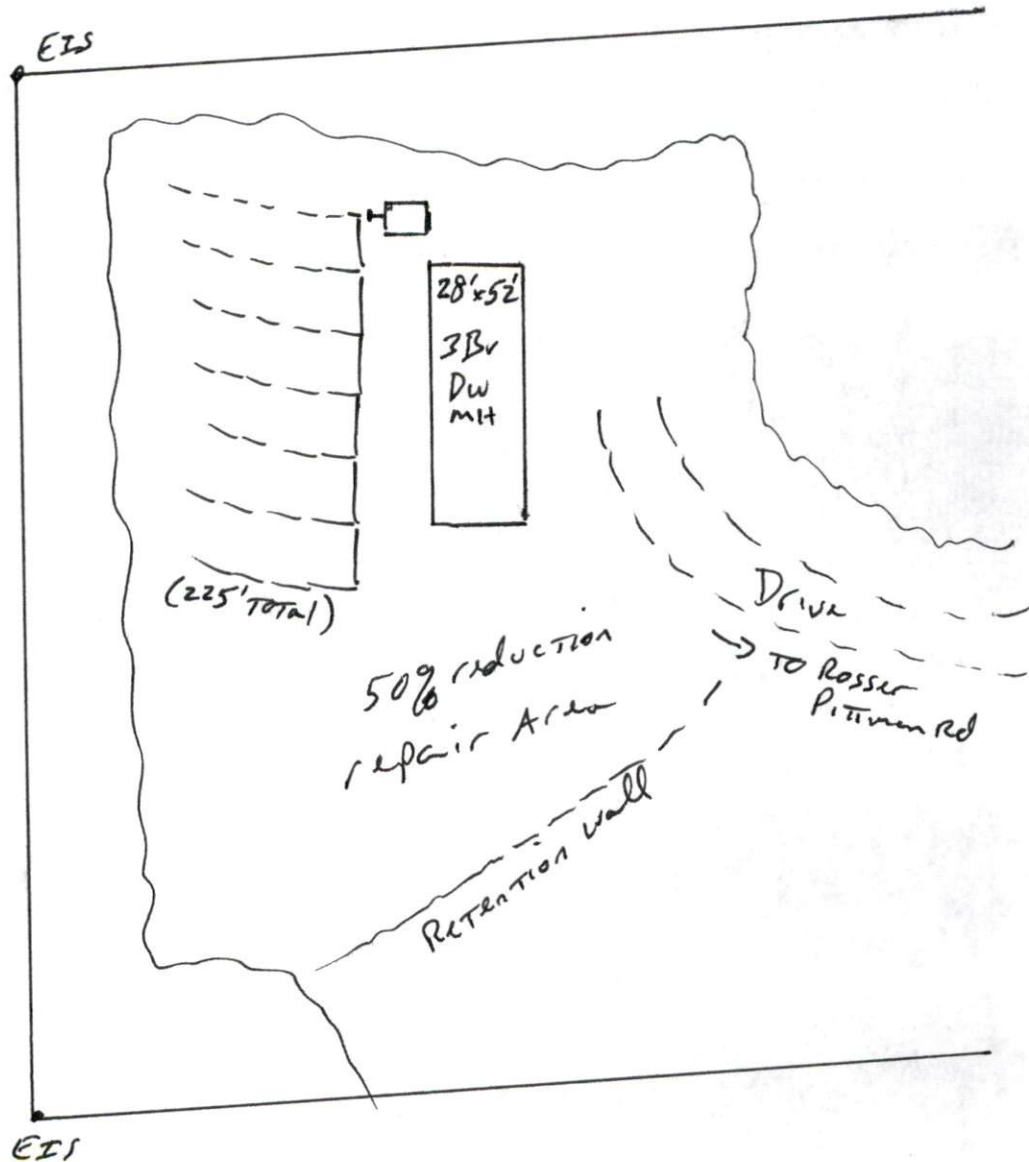 EIS
28'x52'
3Br
DW
MH
(225' Total)
Drive
50% reduction
repair Area
→ TO Rosser
Pittman Rd
Retention Wall
EIS